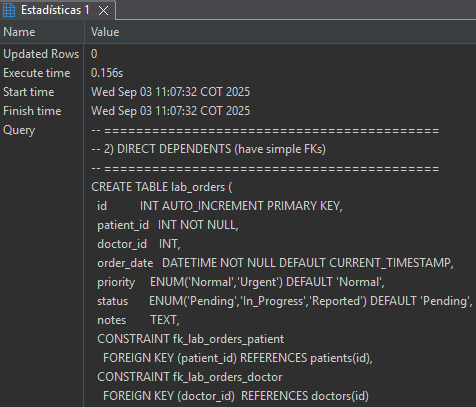 Estadísticas 1
Name Value
Updated Rows 0
Execute time 0.156s
Start time Wed Sep 03 11:07:32 COT 2025
Finish time Wed Sep 03 11:07:32 COT 2025
Query -- =========================================
-- 2) DIRECT DEPENDENTS (have simple FKs)
-- =========================================
CREATE TABLE lab_orders (
id INT AUTO_INCREMENT PRIMARY KEY,
patient_id INT NOT NULL,
doctor_id INT,
order_date DATETIME NOT NULL DEFAULT CURRENT_TIMESTAMP,
priority ENUM('Normal','Urgent') DEFAULT 'Normal',
status ENUM('Pending','In_Progress','Reported') DEFAULT 'Pending',
notes TEXT,
CONSTRAINT fk_lab_orders_patient
FOREIGN KEY (patient_id) REFERENCES patients(id),
CONSTRAINT fk_lab_orders_doctor
FOREIGN KEY (doctor_id) REFERENCES doctors(id)